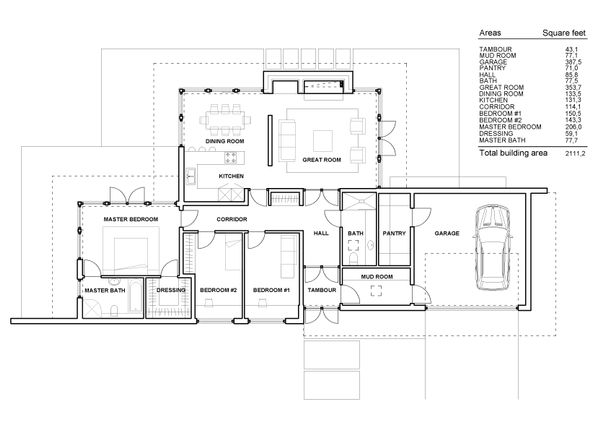 Areas Square feet
TAMBOUR 43,1
MUD ROOM 77,1
GARAGE 387,5
PANTRY 71,0
HALL 85,8
BATH 77,5
GREAT ROOM 353,7
DINING ROOM 133,5
KITCHEN 131,3
CORRIDOR 114,1
BEDROOM #1 150,5
BEDROOM #2 143,3
MASTER BEDROOM 206,0
DRESSING 59,1
MASTER BATH 77,7
Total building area 2111,2
DINING ROOM
GREAT ROOM
KITCHEN
MASTER BEDROOM
CORRIDOR
HALL
BATH
PANTRY
GARAGE
MUD ROOM
MASTER BATH
DRESSING
BEDROOM #2
BEDROOM #1
TAMBOUR